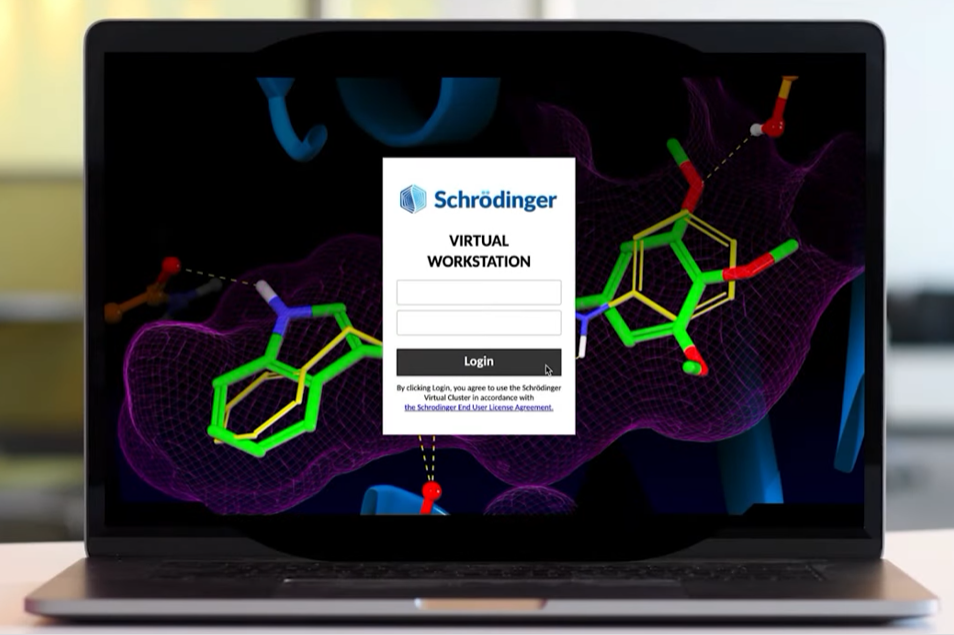 Schrödinger
VIRTUAL
WORKSTATION
Login
By clicking Login, you agree to use the Schrödinger
Virtual Cluster in accordance with
the Schrodinger End User License Agreement.